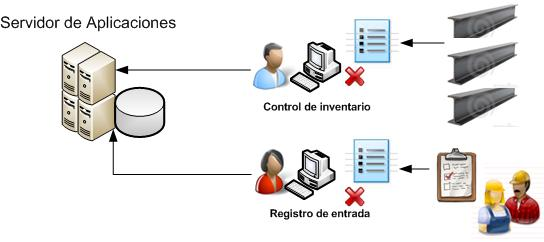 Servidor de Aplicaciones
Control de inventario
Registro de entrada